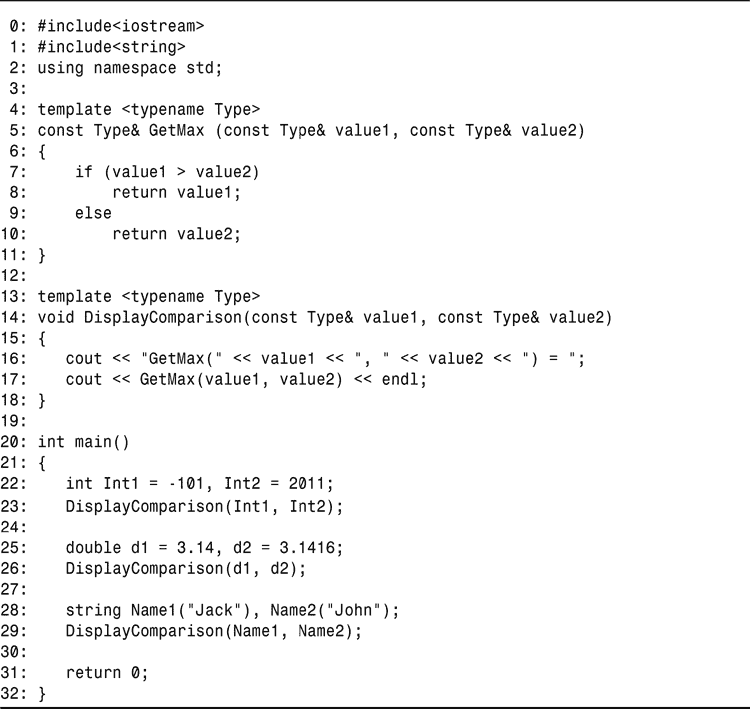 0: #include<iostream>
1: #include<string>
2: using namespace std;
3:
4: template <typename Type>
5: const Type& GetMax (const Type& value1, const Type& value2)
6: {
7:     if (value1 > value2)
8:         return value1;
9:     else
10:         return value2;
11: }
12:
13: template <typename Type>
14: void DisplayComparison(const Type& value1, const Type& value2)
15: {
16:    cout << "GetMax(" << value1 << ", " << value2 << ") = ";
17:    cout << GetMax(value1, value2) << endl;
18: }
19:
20: int main()
21: {
22:    int Int1 = -101, Int2 = 2011;
23:    DisplayComparison(Int1, Int2);
24:
25:    double d1 = 3.14, d2 = 3.1416;
26:    DisplayComparison(d1, d2);
27:
28:    string Name1("Jack"), Name2("John");
29:    DisplayComparison(Name1, Name2);
30:
31:    return 0;
32: }